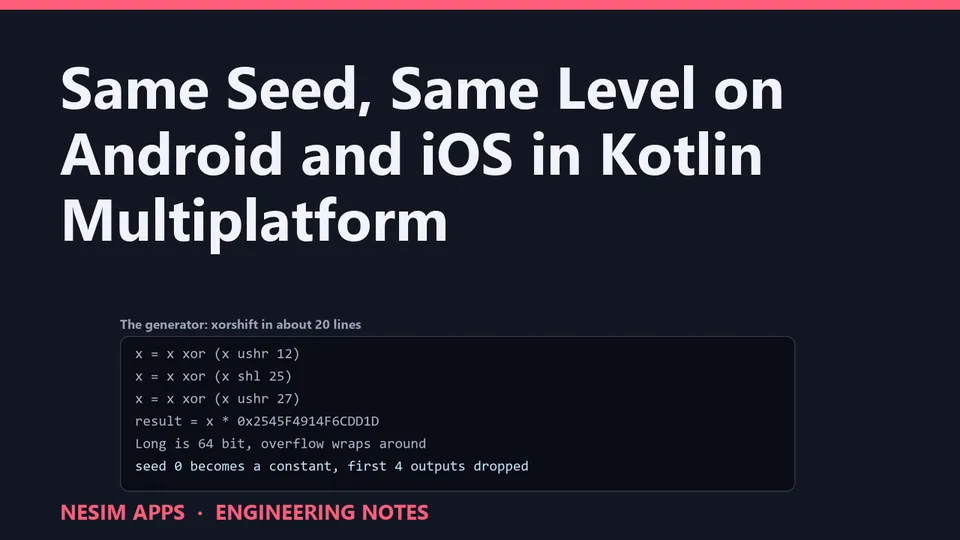 Same Seed, Same Level on
Android and iOS in Kotlin
Multiplatform
The generator: xorshift in about 20 lines
x = x xor (x ushr 12)
x = x xor (x shl 25)
x = x xor (x ushr 27)
result = x * 0x2545F4914F6CDD1D
Long is 64 bit, overflow wraps around
seed 0 becomes a constant, first 4 outputs dropped
NESIM APPS · ENGINEERING NOTES